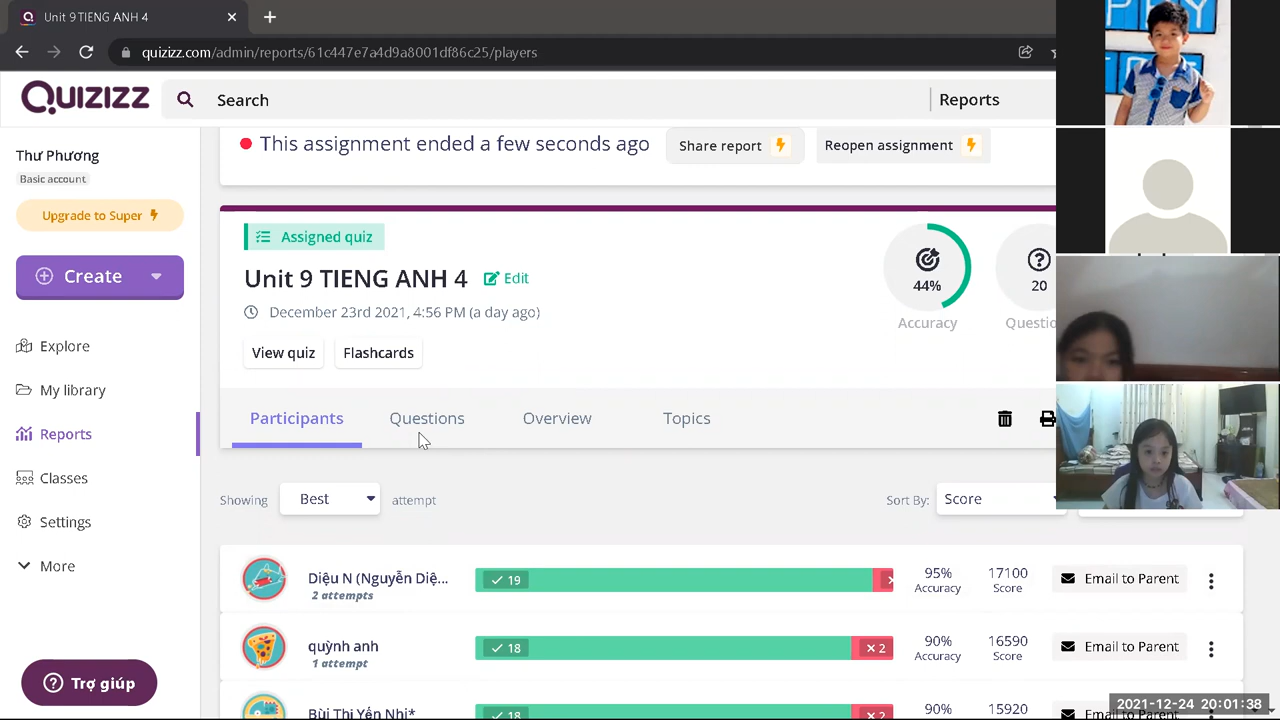 Unit 9 TIENG ANH 4
quizizz.com/admin/reports/61c447e7a4d9a8001df86c25/players
QUIZIZZ
Search
Reports
Thư Phương
Basic account
Upgrade to Super
Create
Explore
My library
Reports
Classes
Settings
More
Trợ giúp
This assignment ended a few seconds ago
Share report
Reopen assignment
Assigned quiz
Unit 9 TIENG ANH 4
Edit
December 23rd 2021, 4:56 PM (a day ago)
View quiz
Flashcards
44%
Accuracy
20
Participants
Questions
Overview
Topics
Showing
Best
attempt
Sort By:
Score
Diệu N (Nguyễn Diệ...
2 attempts
19
95%
Accuracy
17100
Score
Email to Parent
quỳnh anh
1 attempt
18
2
90%
Accuracy
16590
Score
Email to Parent
Bùi Thị Yến Nhi*
18
2
90%
15920
2021-12-24 20:01:38